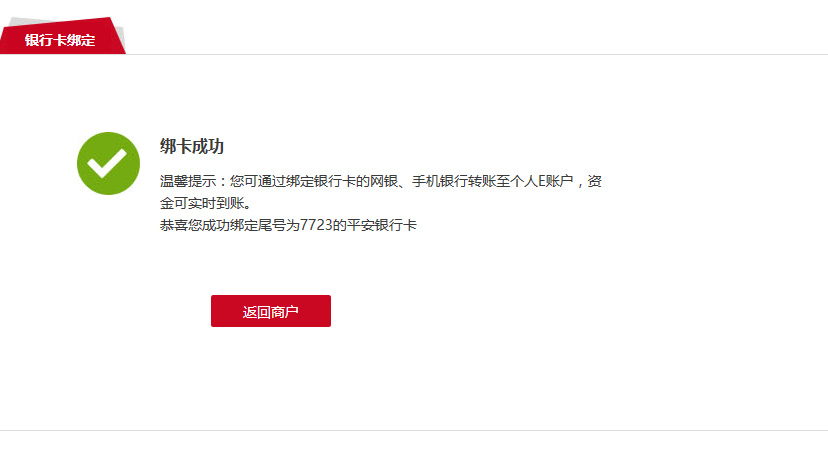 银行卡绑定
绑卡成功
温馨提示：您可通过绑定银行卡的网银、手机银行转账至个人E账户，资
金可实时到账。
恭喜您成功绑定尾号为7723的平安银行卡
返回商户